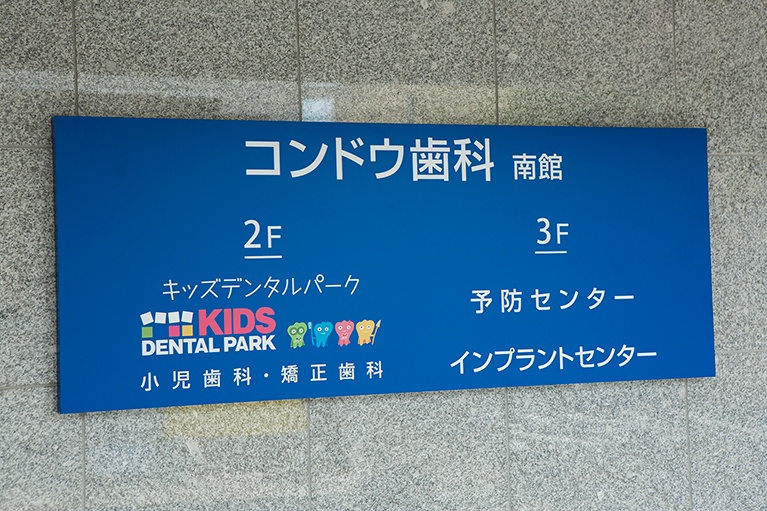 コンドウ歯科 南館
2F
キッズデンタルパーク
KIDS
DENTAL PARK
小児歯科・矯正歯科
3F
予防センター
インプラントセンター